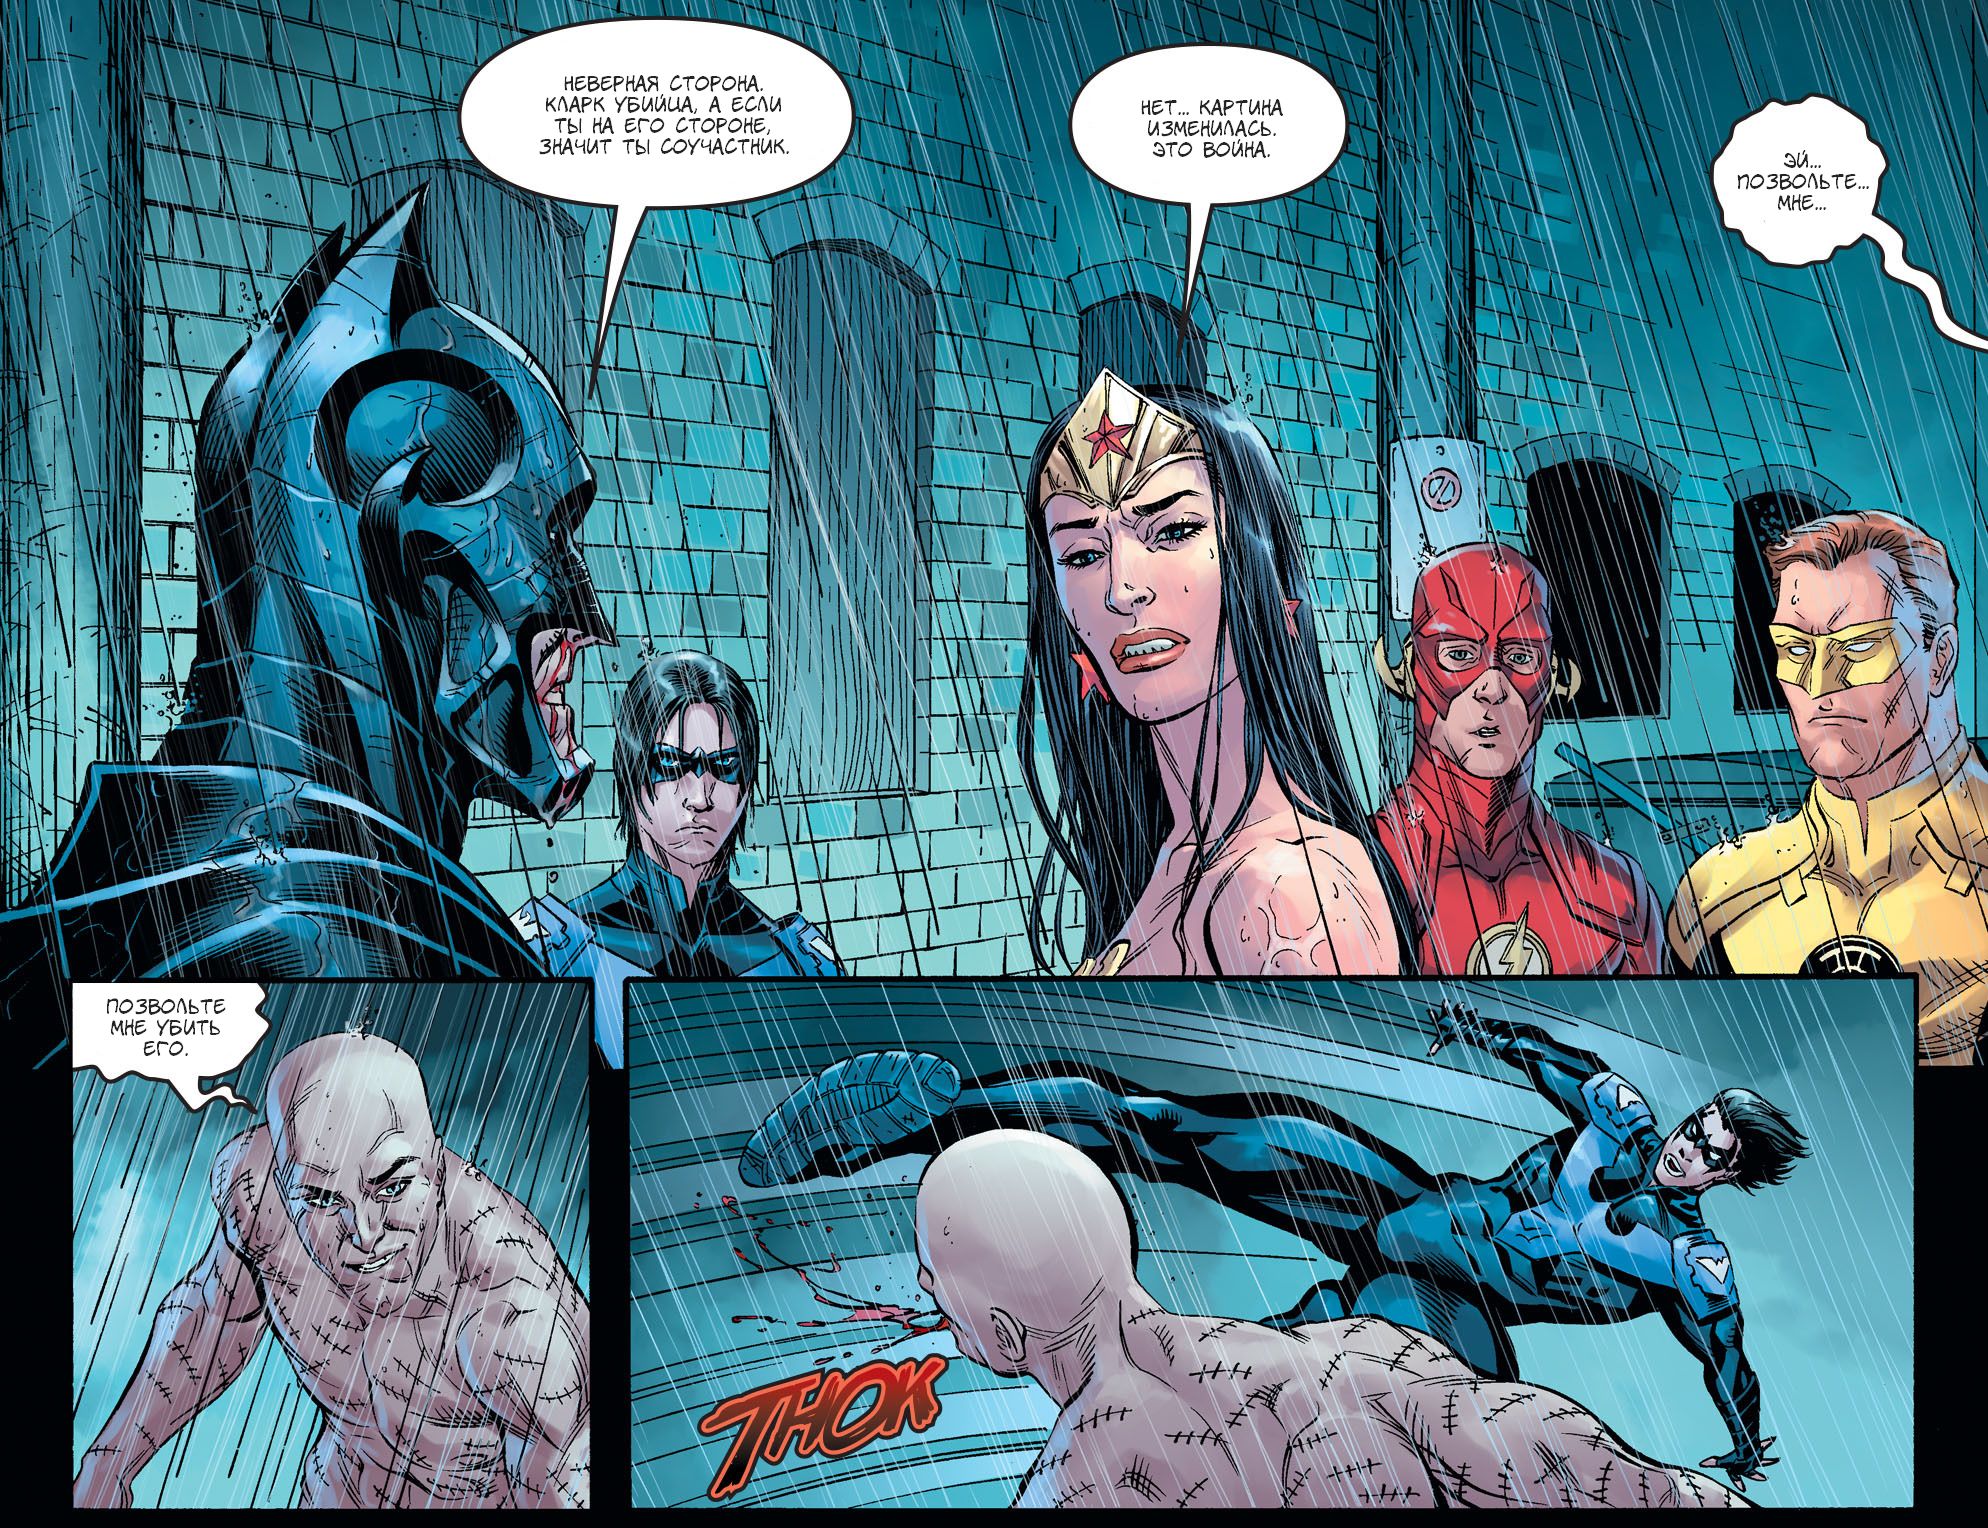 НЕВЕРНАЯ СТОРОНА.
КЛАРК УБИЙЦА, А ЕСЛИ
ТЫ НА ЕГО СТОРОНЕ,
ЗНАЧИТ ТЫ СОУЧАСТНИК.
НЕТ... КАРТИНА
ИЗМЕНИЛАСЬ.
ЭТО ВОЙНА.
ЭЙ...
ПОЗВОЛЬТЕ...
МНЕ...
ПОЗВОЛЬТЕ
МНЕ УБИТЬ
ЕГО.
THOK